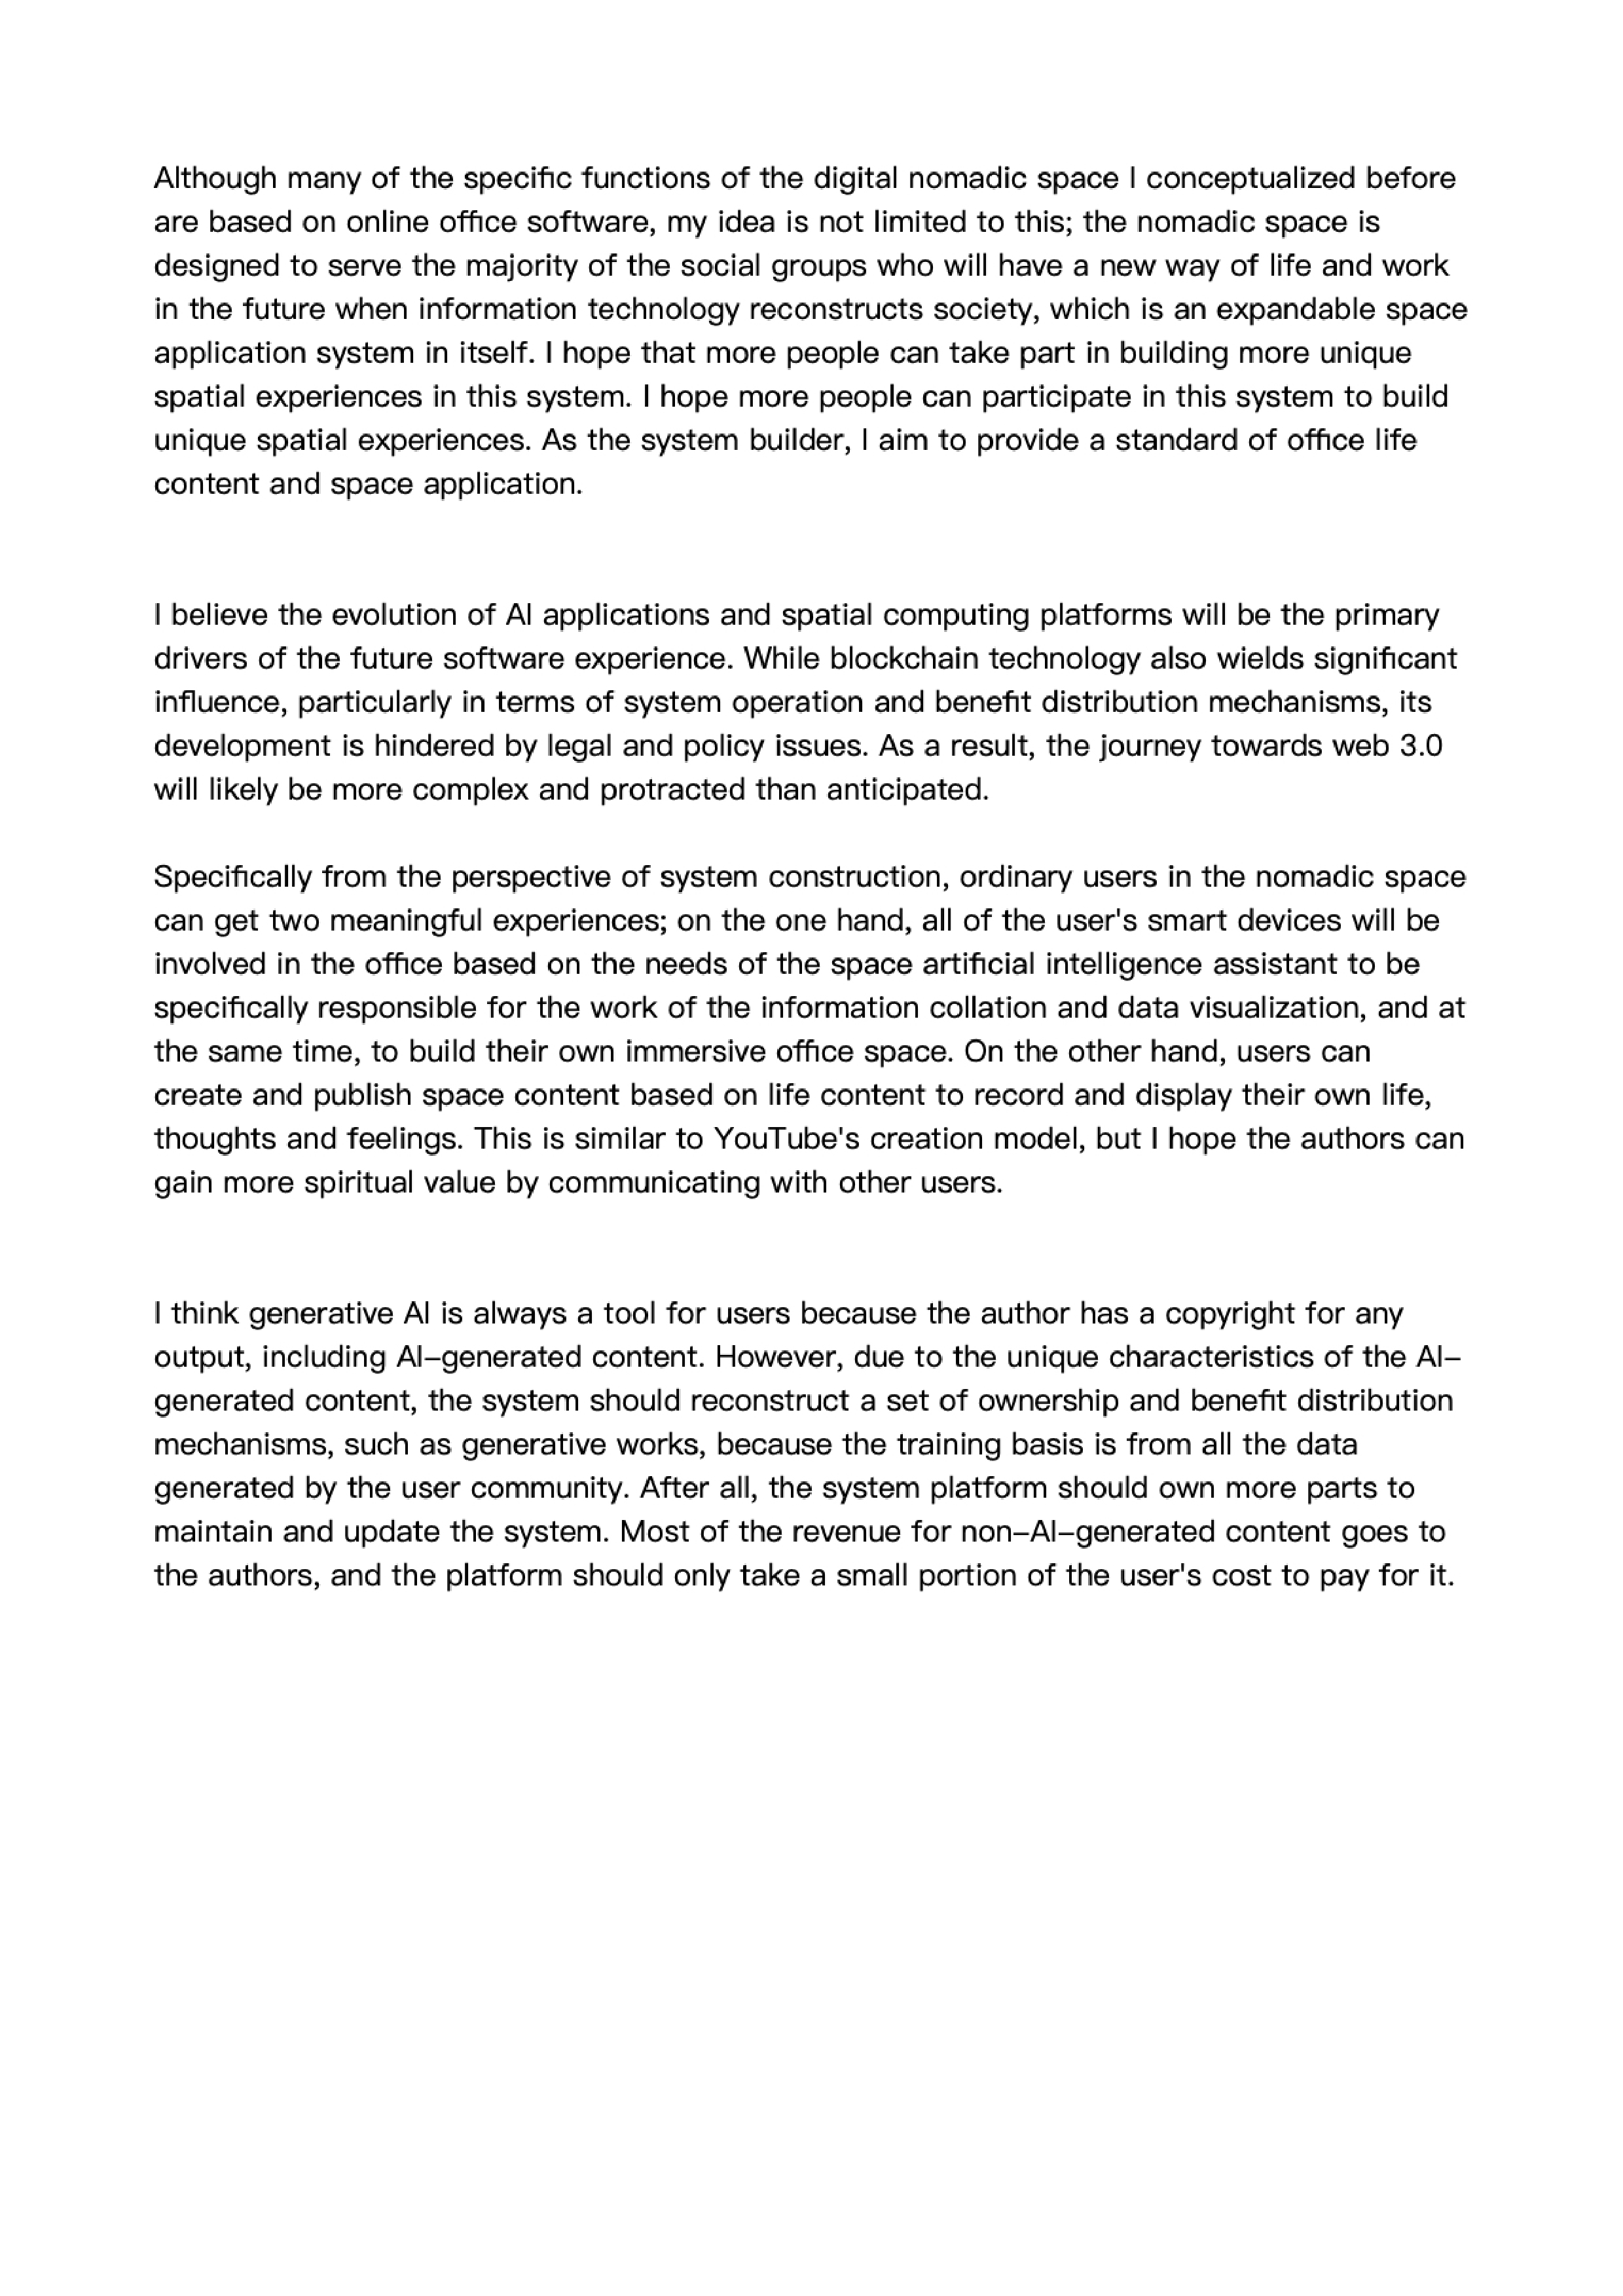 Although many of the specific functions of the digital nomadic space I conceptualized before
are based on online office software, my idea is not limited to this; the nomadic space is
designed to serve the majority of the social groups who will have a new way of life and work
in the future when information technology reconstructs society, which is an expandable space
application system in itself. I hope that more people can take part in building more unique
spatial experiences in this system. I hope more people can participate in this system to build
unique spatial experiences. As the system builder, I aim to provide a standard of office life
content and space application.
I believe the evolution of AI applications and spatial computing platforms will be the primary
drivers of the future software experience. While blockchain technology also wields significant
influence, particularly in terms of system operation and benefit distribution mechanisms, its
development is hindered by legal and policy issues. As a result, the journey towards web 3.0
will likely be more complex and protracted than anticipated.
Specifically from the perspective of system construction, ordinary users in the nomadic space
can get two meaningful experiences; on the one hand, all of the user's smart devices will be
involved in the office based on the needs of the space artificial intelligence assistant to be
specifically responsible for the work of the information collation and data visualization, and at
the same time, to build their own immersive office space. On the other hand, users can
create and publish space content based on life content to record and display their own life,
thoughts and feelings. This is similar to YouTube's creation model, but I hope the authors can
gain more spiritual value by communicating with other users.
I think generative AI is always a tool for users because the author has a copyright for any
output, including AI–generated content. However, due to the unique characteristics of the AI–
generated content, the system should reconstruct a set of ownership and benefit distribution
mechanisms, such as generative works, because the training basis is from all the data
generated by the user community. After all, the system platform should own more parts to
maintain and update the system. Most of the revenue for non–AI–generated content goes to
the authors, and the platform should only take a small portion of the user's cost to pay for it.